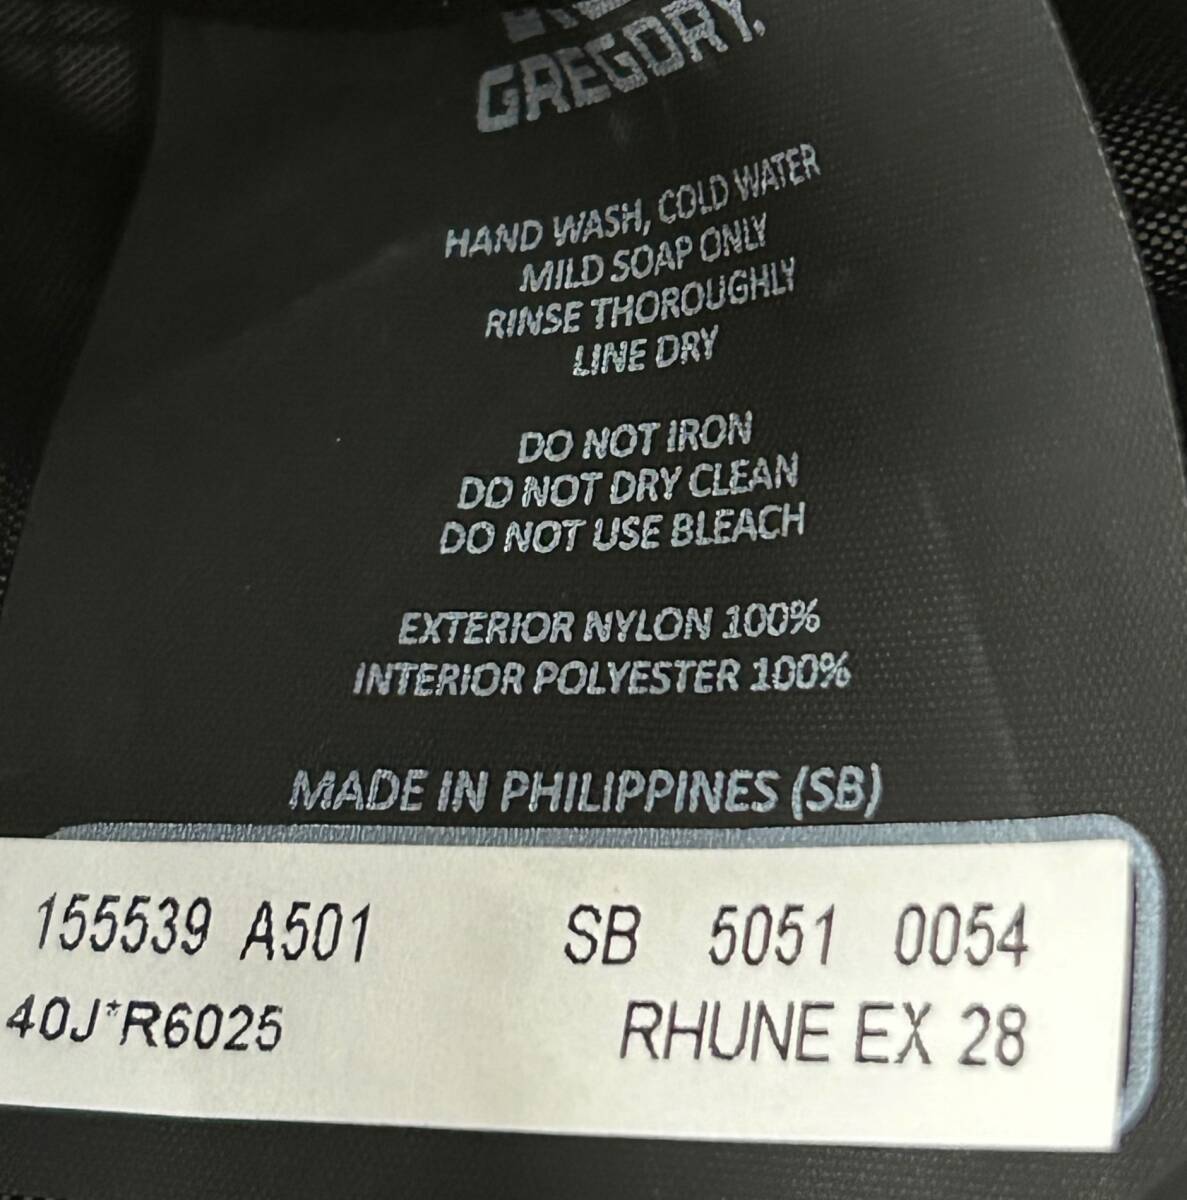 GREGORY.
HAND WASH, COLD WATER
MILD SOAP ONLY
RINSE THOROUGHLY
LINE DRY
DO NOT IRON
DO NOT DRY CLEAN
DO NOT USE BLEACH
EXTERIOR NYLON 100%
INTERIOR POLYESTER 100%
MADE IN PHILIPPINES (SB)
155539 A501 SB 5051 0054
40J*R6025 RHUNE EX 28